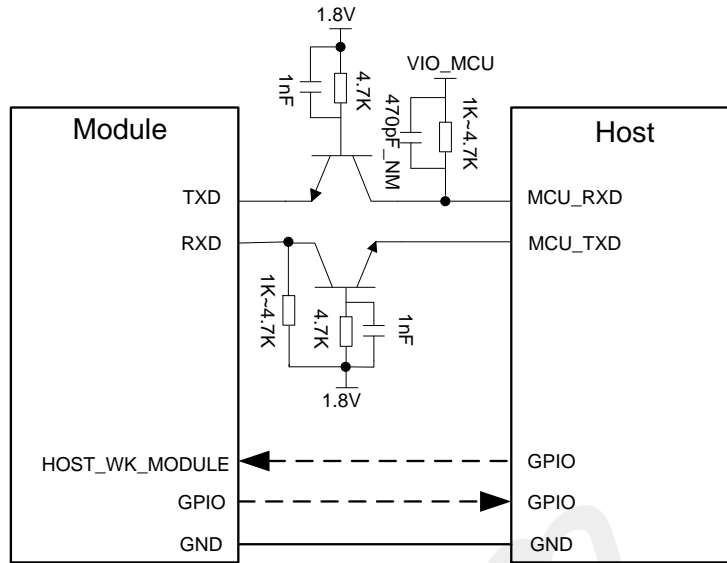 1.8V
1nF
4.7K
VIO_MCU
470pF_NM
1K~4.7K
Module
Host
TXD
MCU_RXD
RXD
MCU_TXD
1K~4.7K
4.7K
1nF
1.8V
HOST_WK_MODULE
GPIO
GPIO
GPIO
GND
GND